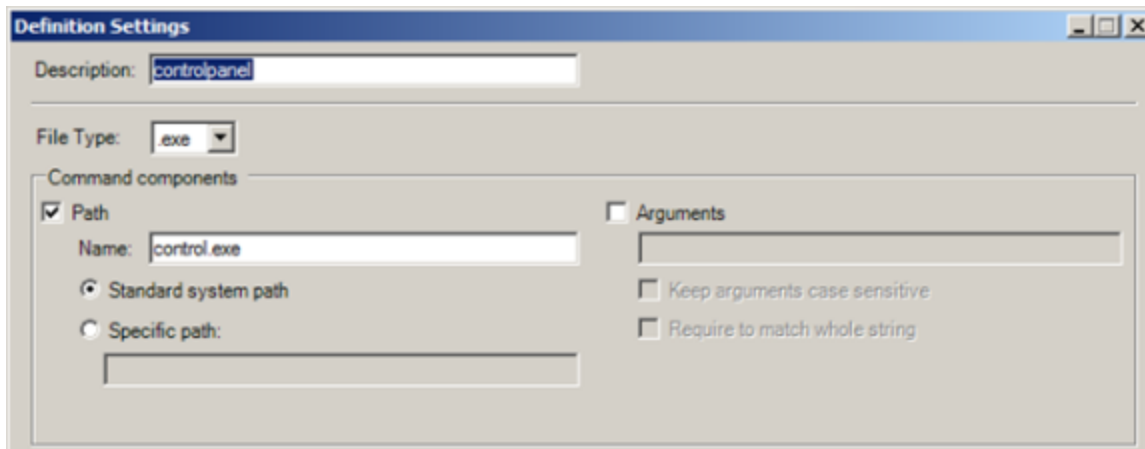 Definition Settings
Description: controlpanel
File Type: .exe
Command components
Path
Arguments
Name: control.exe
Standard system path
Keep arguments case sensitive
Specific path:
Require to match whole string